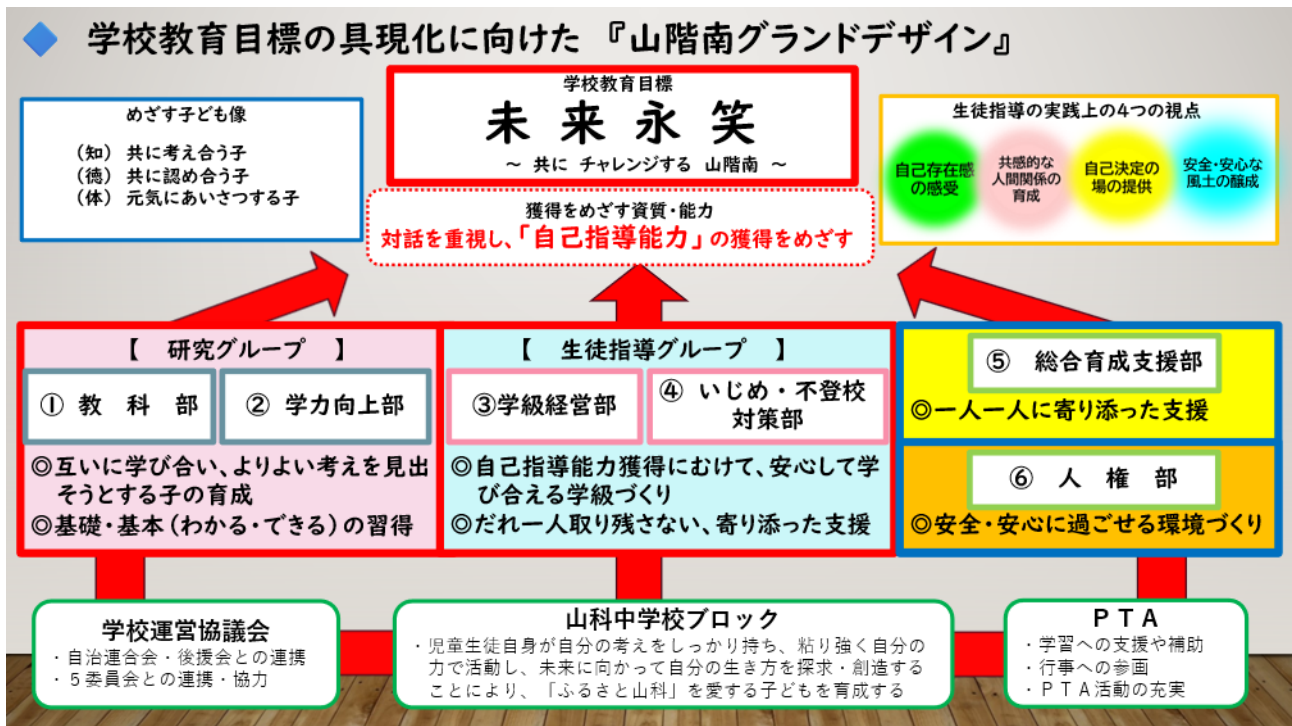 学校教育目標の具現化に向けた 『山階南グランドデザイン』
学校教育目標
未 来 永 笑
~ 共に チャレンジする 山階南 ~
めざす子ども像
(知) 共に考え合う子
(徳) 共に認め合う子
(体) 元気にあいさつする子
生徒指導の実践上の4つの視点
自己存在感
の感受
共感的な
人間関係の
育成
自己決定の
場の提供
安全・安心な
風土の醸成
獲得をめざす資質・能力
対話を重視し、「自己指導能力」の獲得をめざす
【 研究グループ 】
① 教 科 部
② 学力向上部
◎互いに学び合い、よりよい考えを見出
そうとする子の育成
◎基礎・基本(わかる・できる)の習得
【 生徒指導グループ 】
③学級経営部
④ いじめ・不登校
対策部
◎自己指導能力獲得にむけて、安心して学
び合える学級づくり
◎だれ一人取り残さない、寄り添った支援
⑤ 総合育成支援部
◎一人一人に寄り添った支援
⑥ 人 権 部
◎安全・安心に過ごせる環境づくり
学校運営協議会
・自治連合会・後援会との連携
・5委員会との連携・協力
山科中学校ブロック
・児童生徒自身が自分の考えをしっかり持ち、粘り強く自分の
力で活動し、未来に向かって自分の生き方を探求・創造する
ことにより、「ふるさと山科」を愛する子どもを育成する
PTA
・学習への支援や補助
・行事への参画
・PTA活動の充実